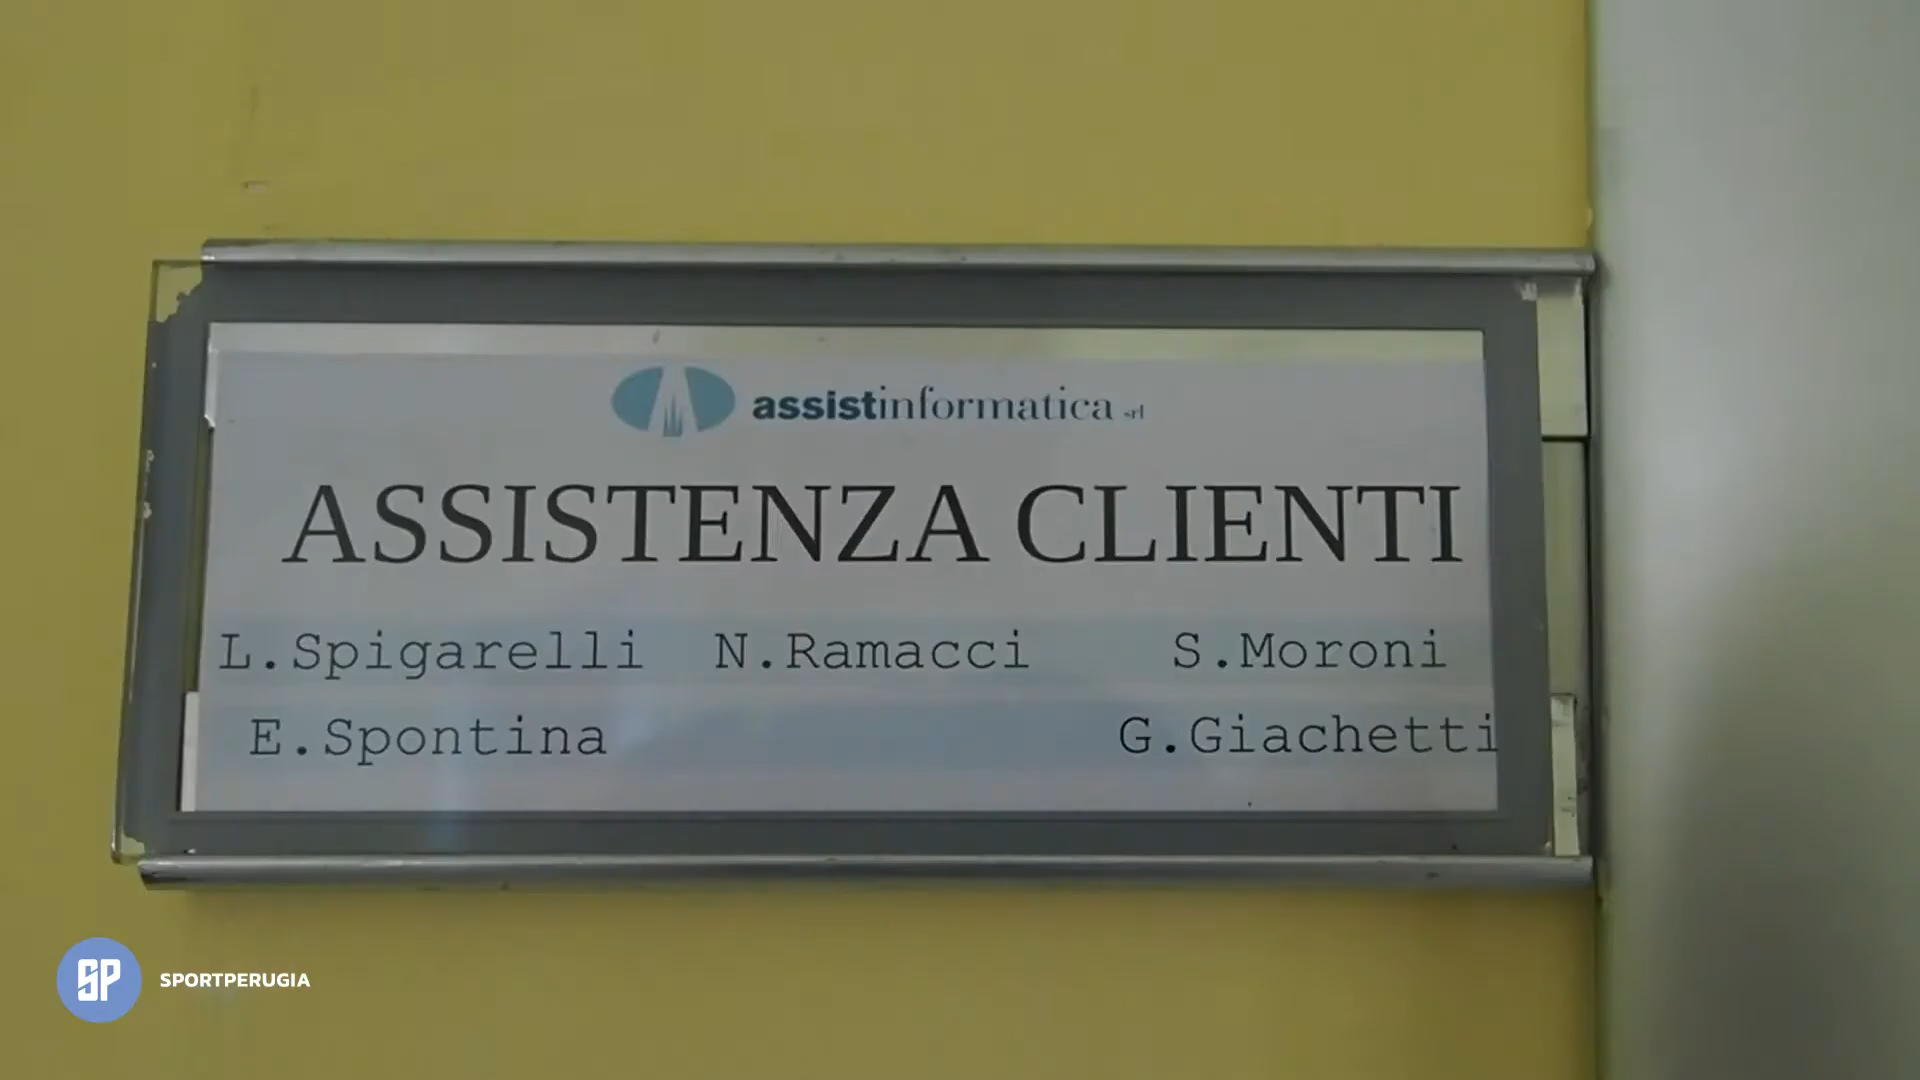 assistinformatica srl
ASSISTENZA CLIENTI
L.Spigarelli N.Ramacci S.Moroni
E.Spontina G.Giachetti
SP SPORTPERUGIA